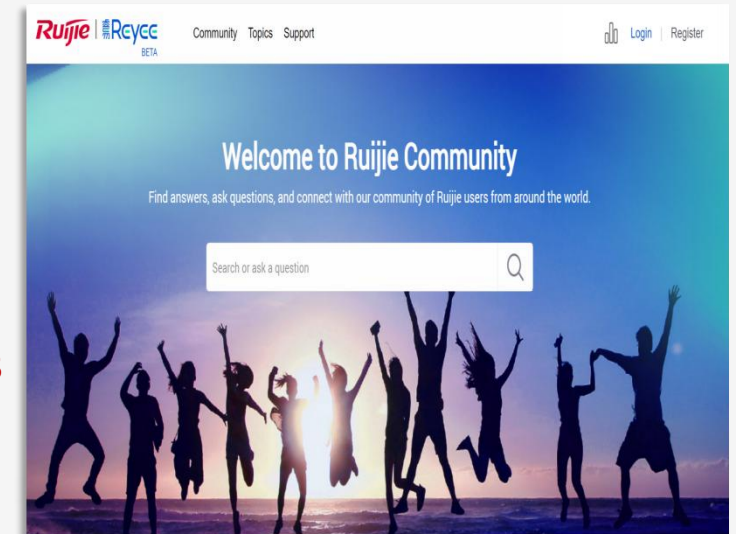 Ruijie | Reyee
BETA
Community Topics Support
Login | Register
Welcome to Ruijie Community
Find answers, ask questions, and connect with our community of Ruijie users from around the world.
Search or ask a question
s